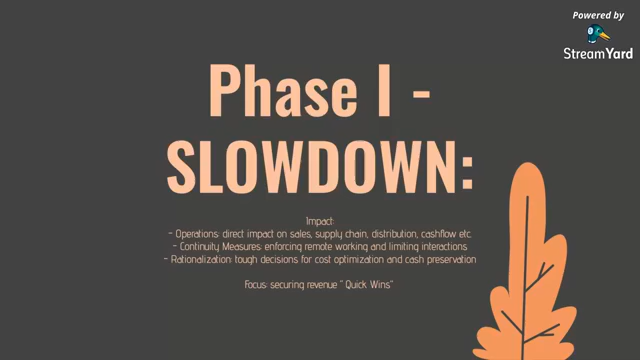 Powered by
StreamYard
Phase I -
SLOWDOWN:
Impact:
- Operations: direct impact on sales, supply chain, distribution, cashflow etc.
- Continuity Measures: enforcing remote working and limiting interactions
- Rationalization: tough decisions for cost optimization and cash preservation
Focus: securing revenue " Quick Wins"